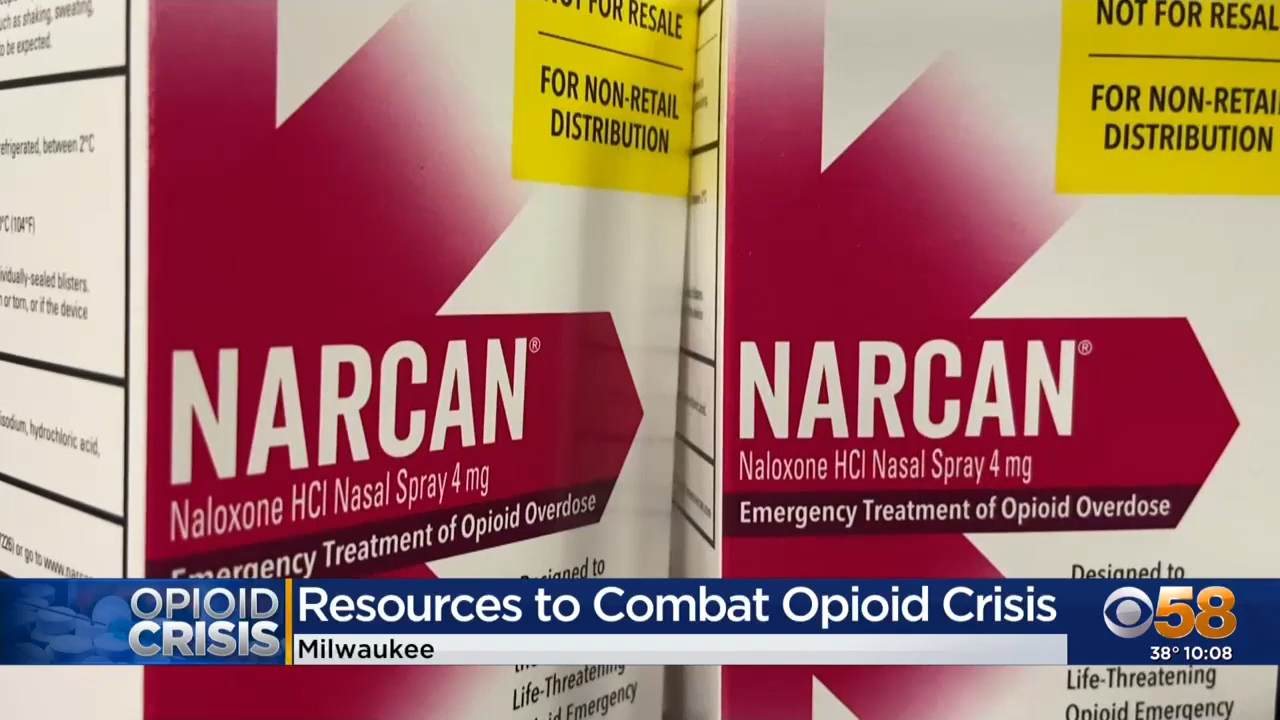 such as shaking, sweating,
to be expected.
refrigerated, between 2°C
°C (104°F)
individually-sealed blisters.
or torn, or if the device
disodium, hydrochloric acid,
or go to
NOT FOR RESALE
FOR NON-RETAIL
DISTRIBUTION
NARCAN®
Naloxone HCl Nasal Spray 4 mg
Emergency Treatment of Opioid Overdose
Designed to
Life-Threatening
Emergency
NOT FOR RESAL
FOR NON-RETAI
DISTRIBUTION
NARCAN®
Naloxone HCl Nasal Spray 4 mg
Emergency Treatment of Opioid Overdose
Designed to
Life-Threatening
Opioid Emergency
OPIOID
CRISIS
Resources to Combat Opioid Crisis
Milwaukee
58
38° 10:08